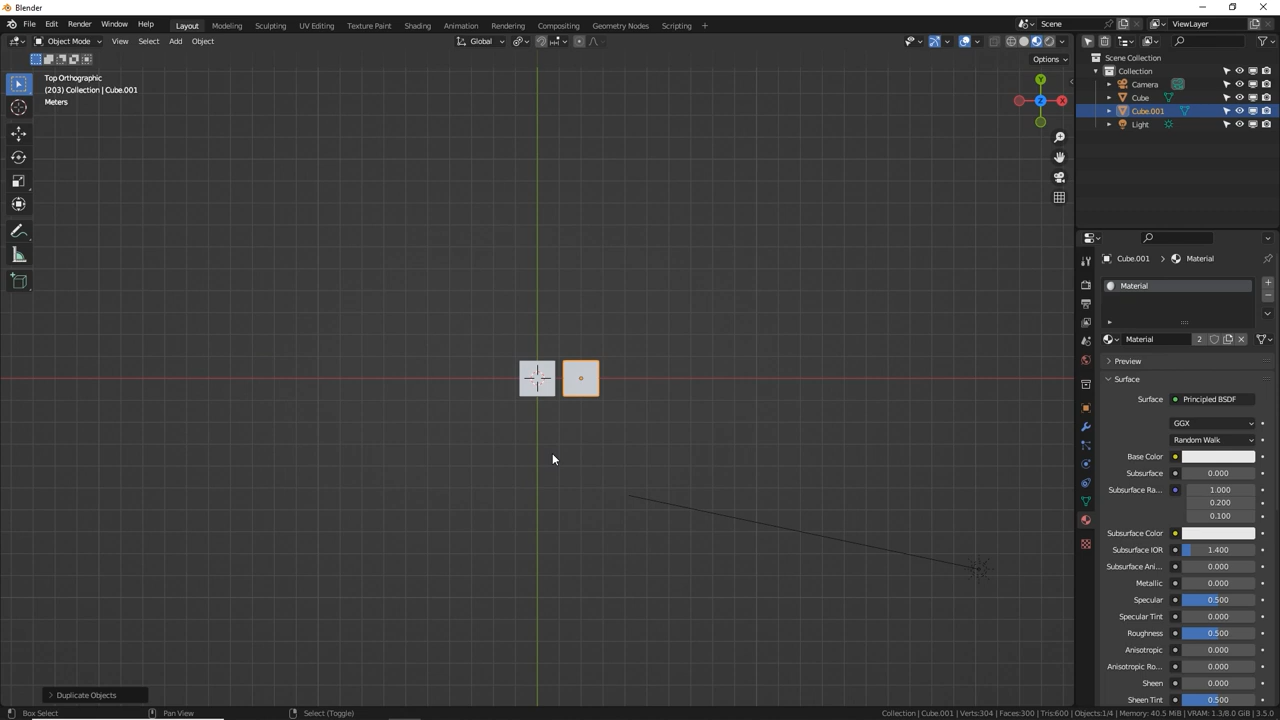 Blender
File Edit Render Window Help Layout Modeling Sculpting UV Editing Texture Paint Shading Animation Rendering Compositing Geometry Nodes Scripting + Scene ViewLayer
Object Mode View Select Add Object Global
Options
Top Orthographic
(203) Collection | Cube.001
Meters
Y
Z
X
Scene Collection
Collection
Camera
Cube
Cube.001
Light
Cube.001 > Material
Material
Material 2
Preview
Surface
Surface Principled BSDF
GGX
Random Walk
Base Color
Subsurface 0.000
Subsurface Ra... 1.000
0.200
0.100
Subsurface Color
Subsurface IOR 1.400
Subsurface Ani... 0.000
Metallic 0.000
Specular 0.500
Specular Tint 0.000
Roughness 0.500
Anisotropic 0.000
Anisotropic Ro... 0.000
Sheen 0.000
Sheen Tint 0.500
Duplicate Objects
Box Select Pan View Select (Toggle) Collection | Cube.001 | Verts:304 | Faces:300 | Tris:600 | Objects:1/4 | Memory: 40.5 MiB | VRAM: 1.3/8.0 GiB | 3.5.0